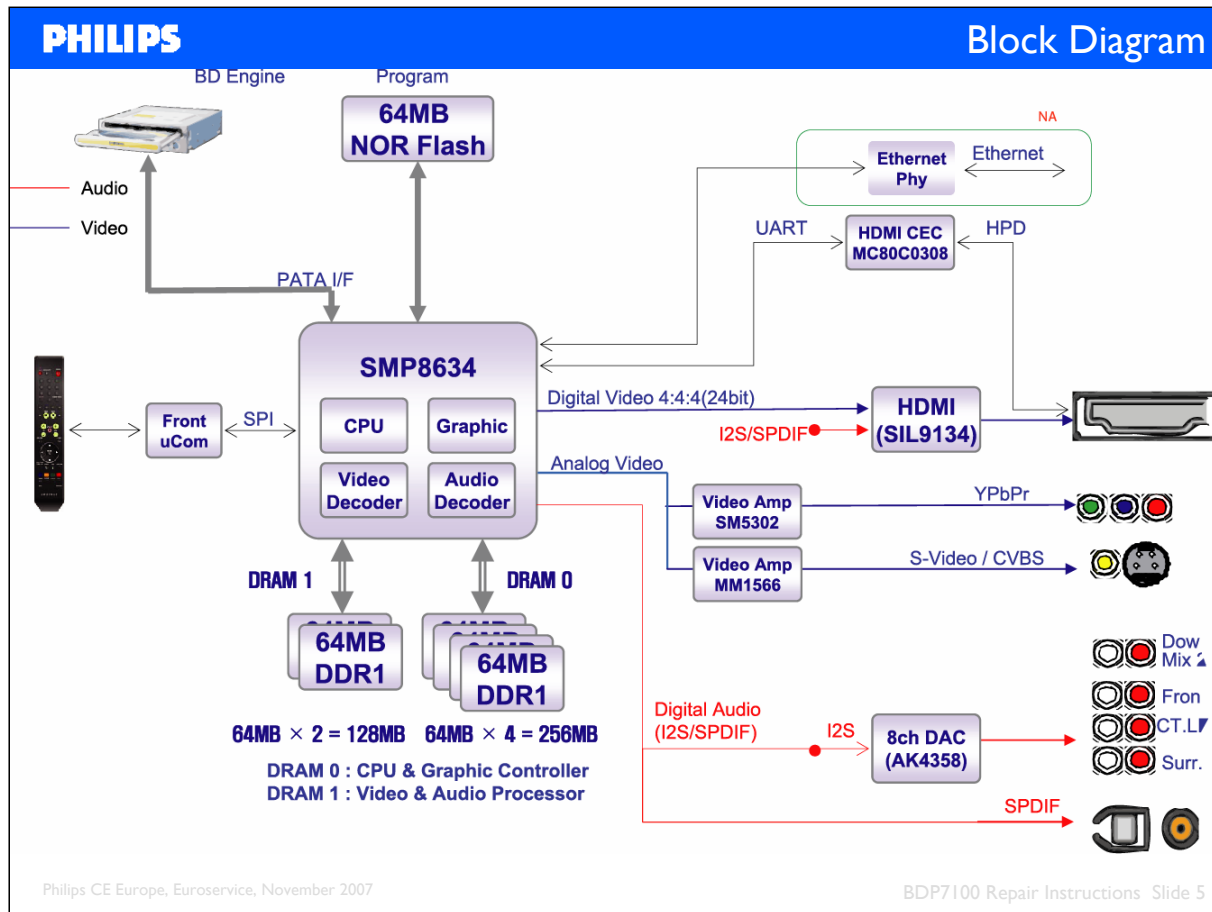 PHILIPS
Block Diagram
BD Engine
Program
64MB
NOR Flash
NA
Ethernet
Phy
Ethernet
Audio
Video
UART
HDMI CEC
MC80C0308
HPD
PATA I/F
SMP8634
CPU
Graphic
Video
Decoder
Audio
Decoder
Front
uCom
SPI
Digital Video 4:4:4(24bit)
I2S/SPDIF
HDMI
(SIL9134)
Analog Video
Video Amp
SM5302
YPbPr
Video Amp
MM1566
S-Video / CVBS
DRAM 1
DRAM 0
64MB
DDR1
64MB
DDR1
64MB × 2 = 128MB
64MB × 4 = 256MB
DRAM 0 : CPU & Graphic Controller
DRAM 1 : Video & Audio Processor
Digital Audio
(I2S/SPDIF)
I2S
8ch DAC
(AK4358)
Dow
Mix
Fron
CT.L
Surr.
SPDIF
Philips CE Europe, Euroservice, November 2007
BDP7100 Repair Instructions Slide 5